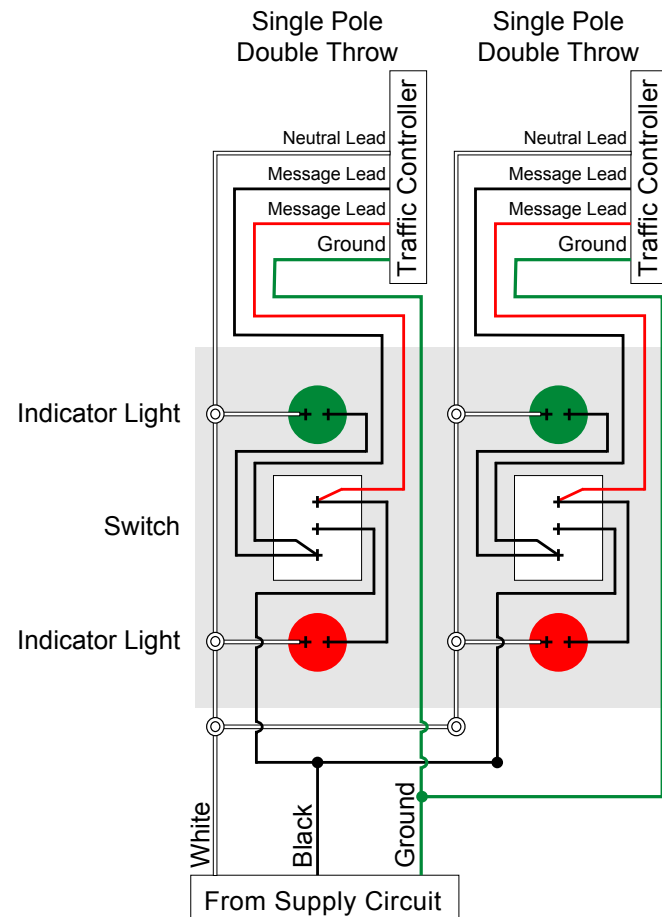 Single Pole
Double Throw
Single Pole
Double Throw
Traffic Controller
Neutral Lead
Message Lead
Message Lead
Ground
Traffic Controller
Neutral Lead
Message Lead
Message Lead
Ground
Indicator Light
Switch
Indicator Light
White
Black
Ground
From Supply Circuit